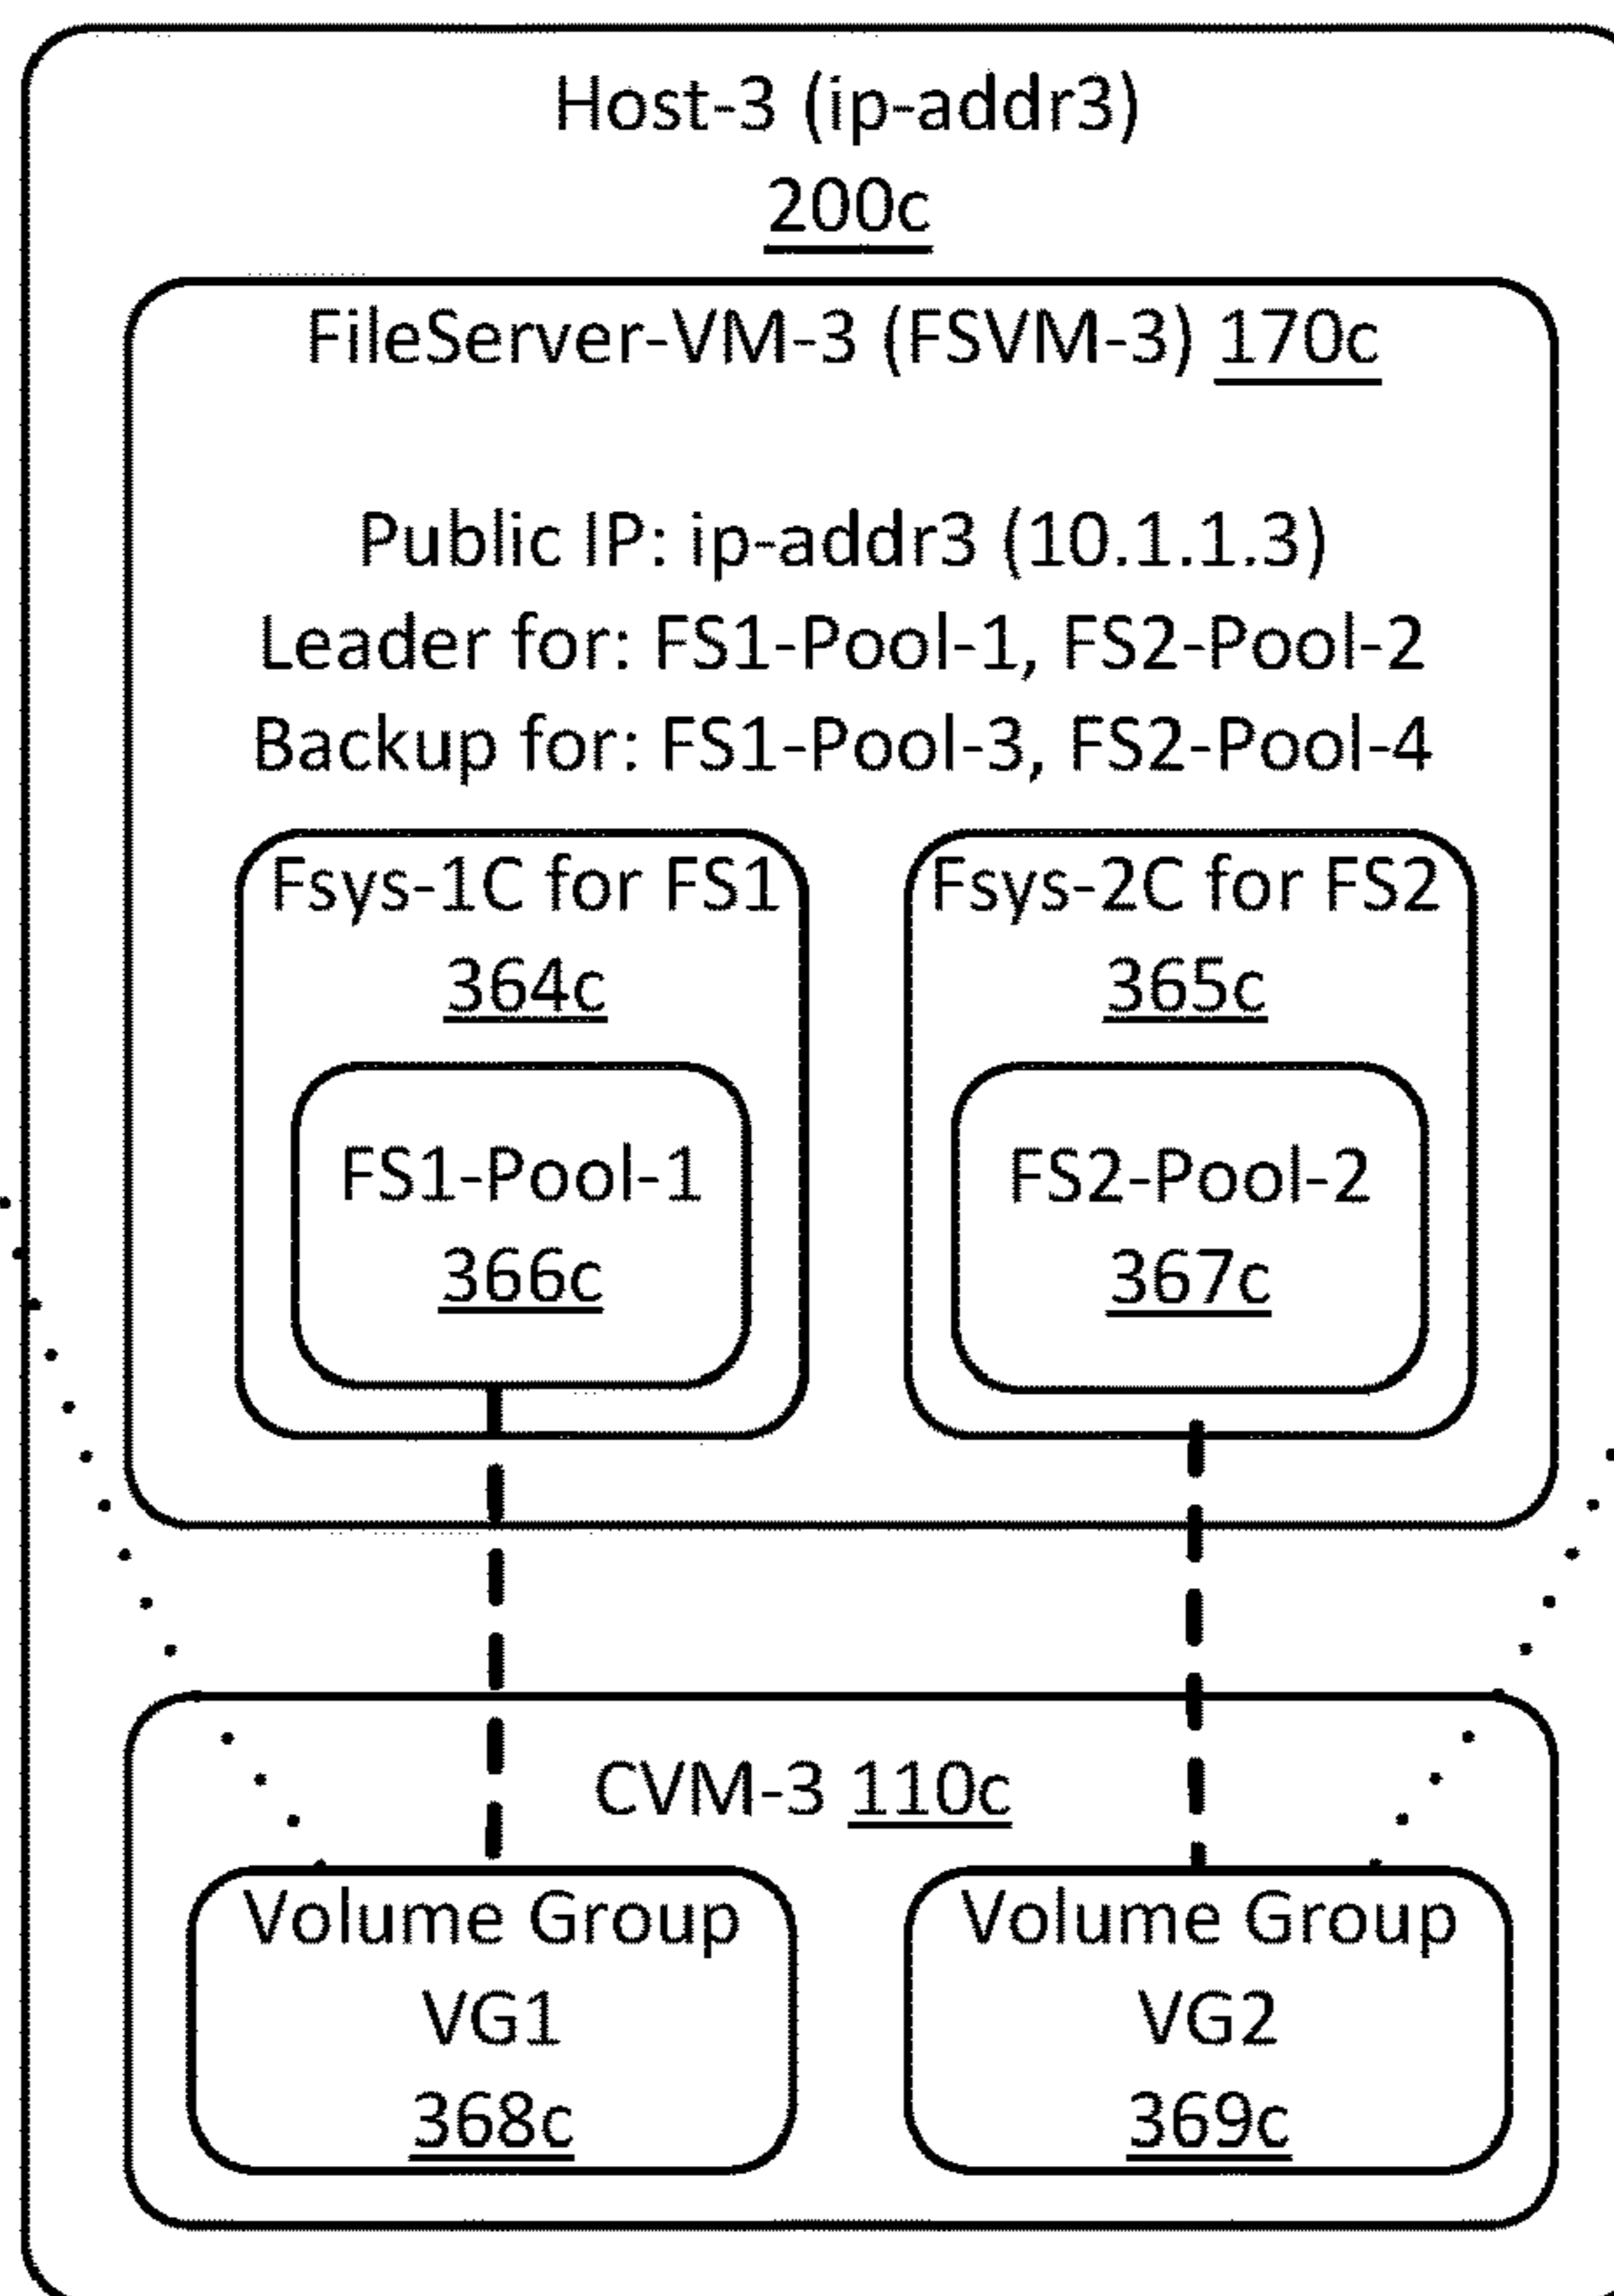 Host-3 (ip-addr3)
200c
FileServer-VM-3 (FSVM-3) 170c
Public IP: ip-addr3 (10.1.1.3)
Leader for: FS1-Pool-1, FS2-Pool-2
Backup for: FS1-Pool-3, FS2-Pool-4
Fsys-1C for FS1
364c
FS1-Pool-1
366c
Fsys-2C for FS2
365c
FS2-Pool-2
367c
CVM-3 110c
Volume Group
VG1
368c
Volume Group
VG2
369c